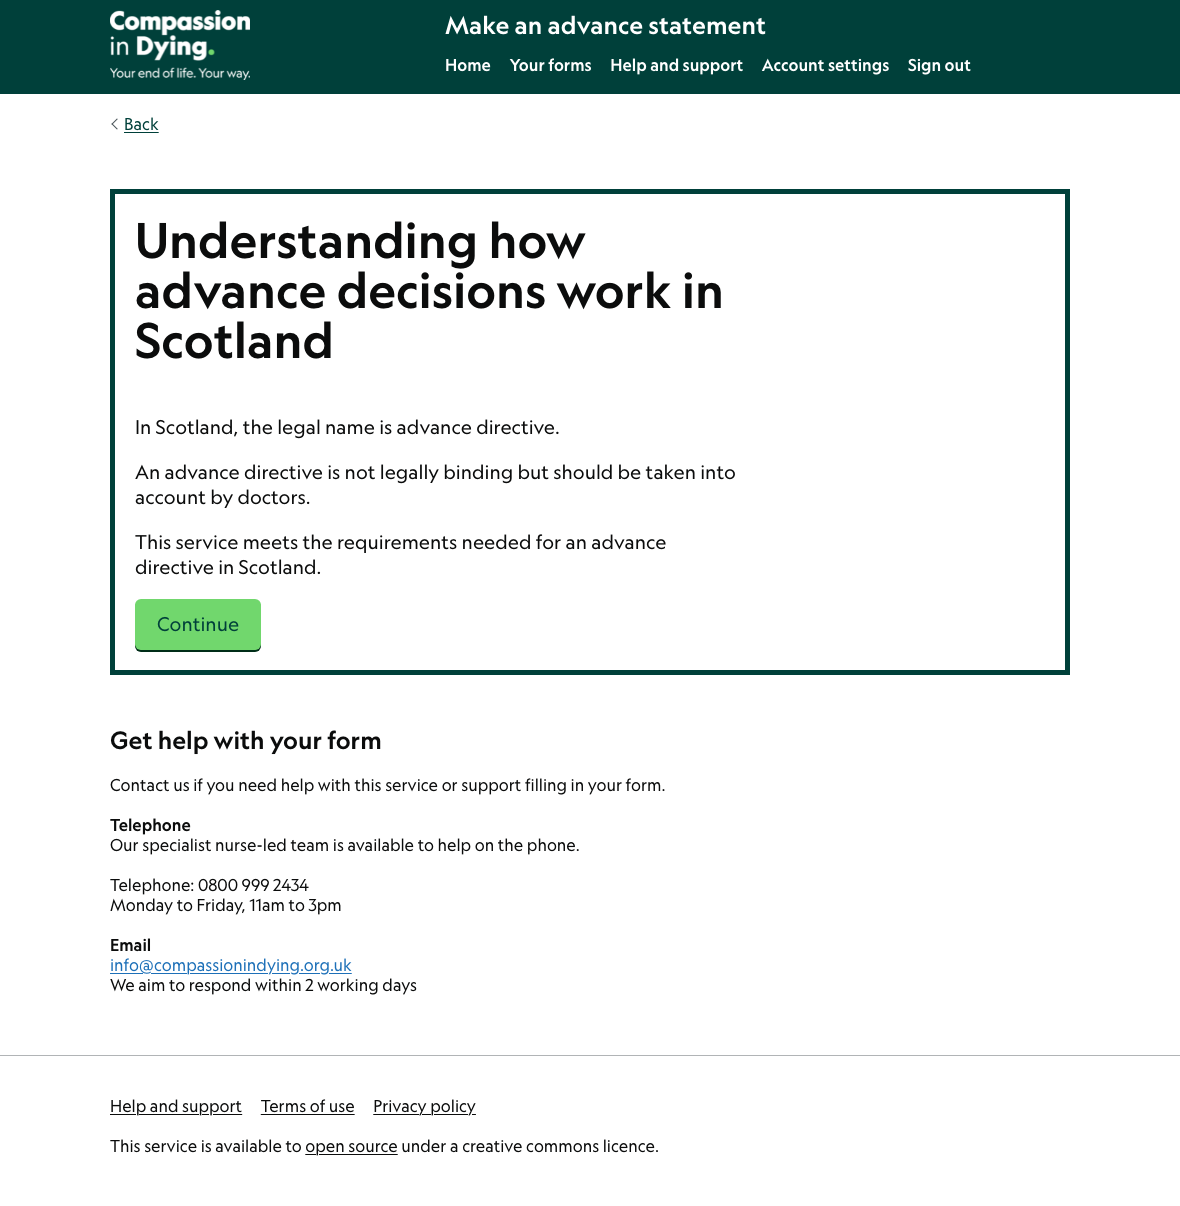 Compassion
in Dying.
Your end of life. Your way.
Make an advance statement
Home Your forms Help and support Account settings Sign out
Back
Understanding how
advance decisions work in
Scotland
In Scotland, the legal name is advance directive.
An advance directive is not legally binding but should be taken into
account by doctors.
This service meets the requirements needed for an advance
directive in Scotland.
Continue
Get help with your form
Contact us if you need help with this service or support filling in your form.
Telephone
Our specialist nurse-led team is available to help on the phone.
Telephone: 0800 999 2434
Monday to Friday, 11am to 3pm
Email
info@compassionindying.org.uk
We aim to respond within 2 working days
Help and support Terms of use Privacy policy
This service is available to open source under a creative commons licence.